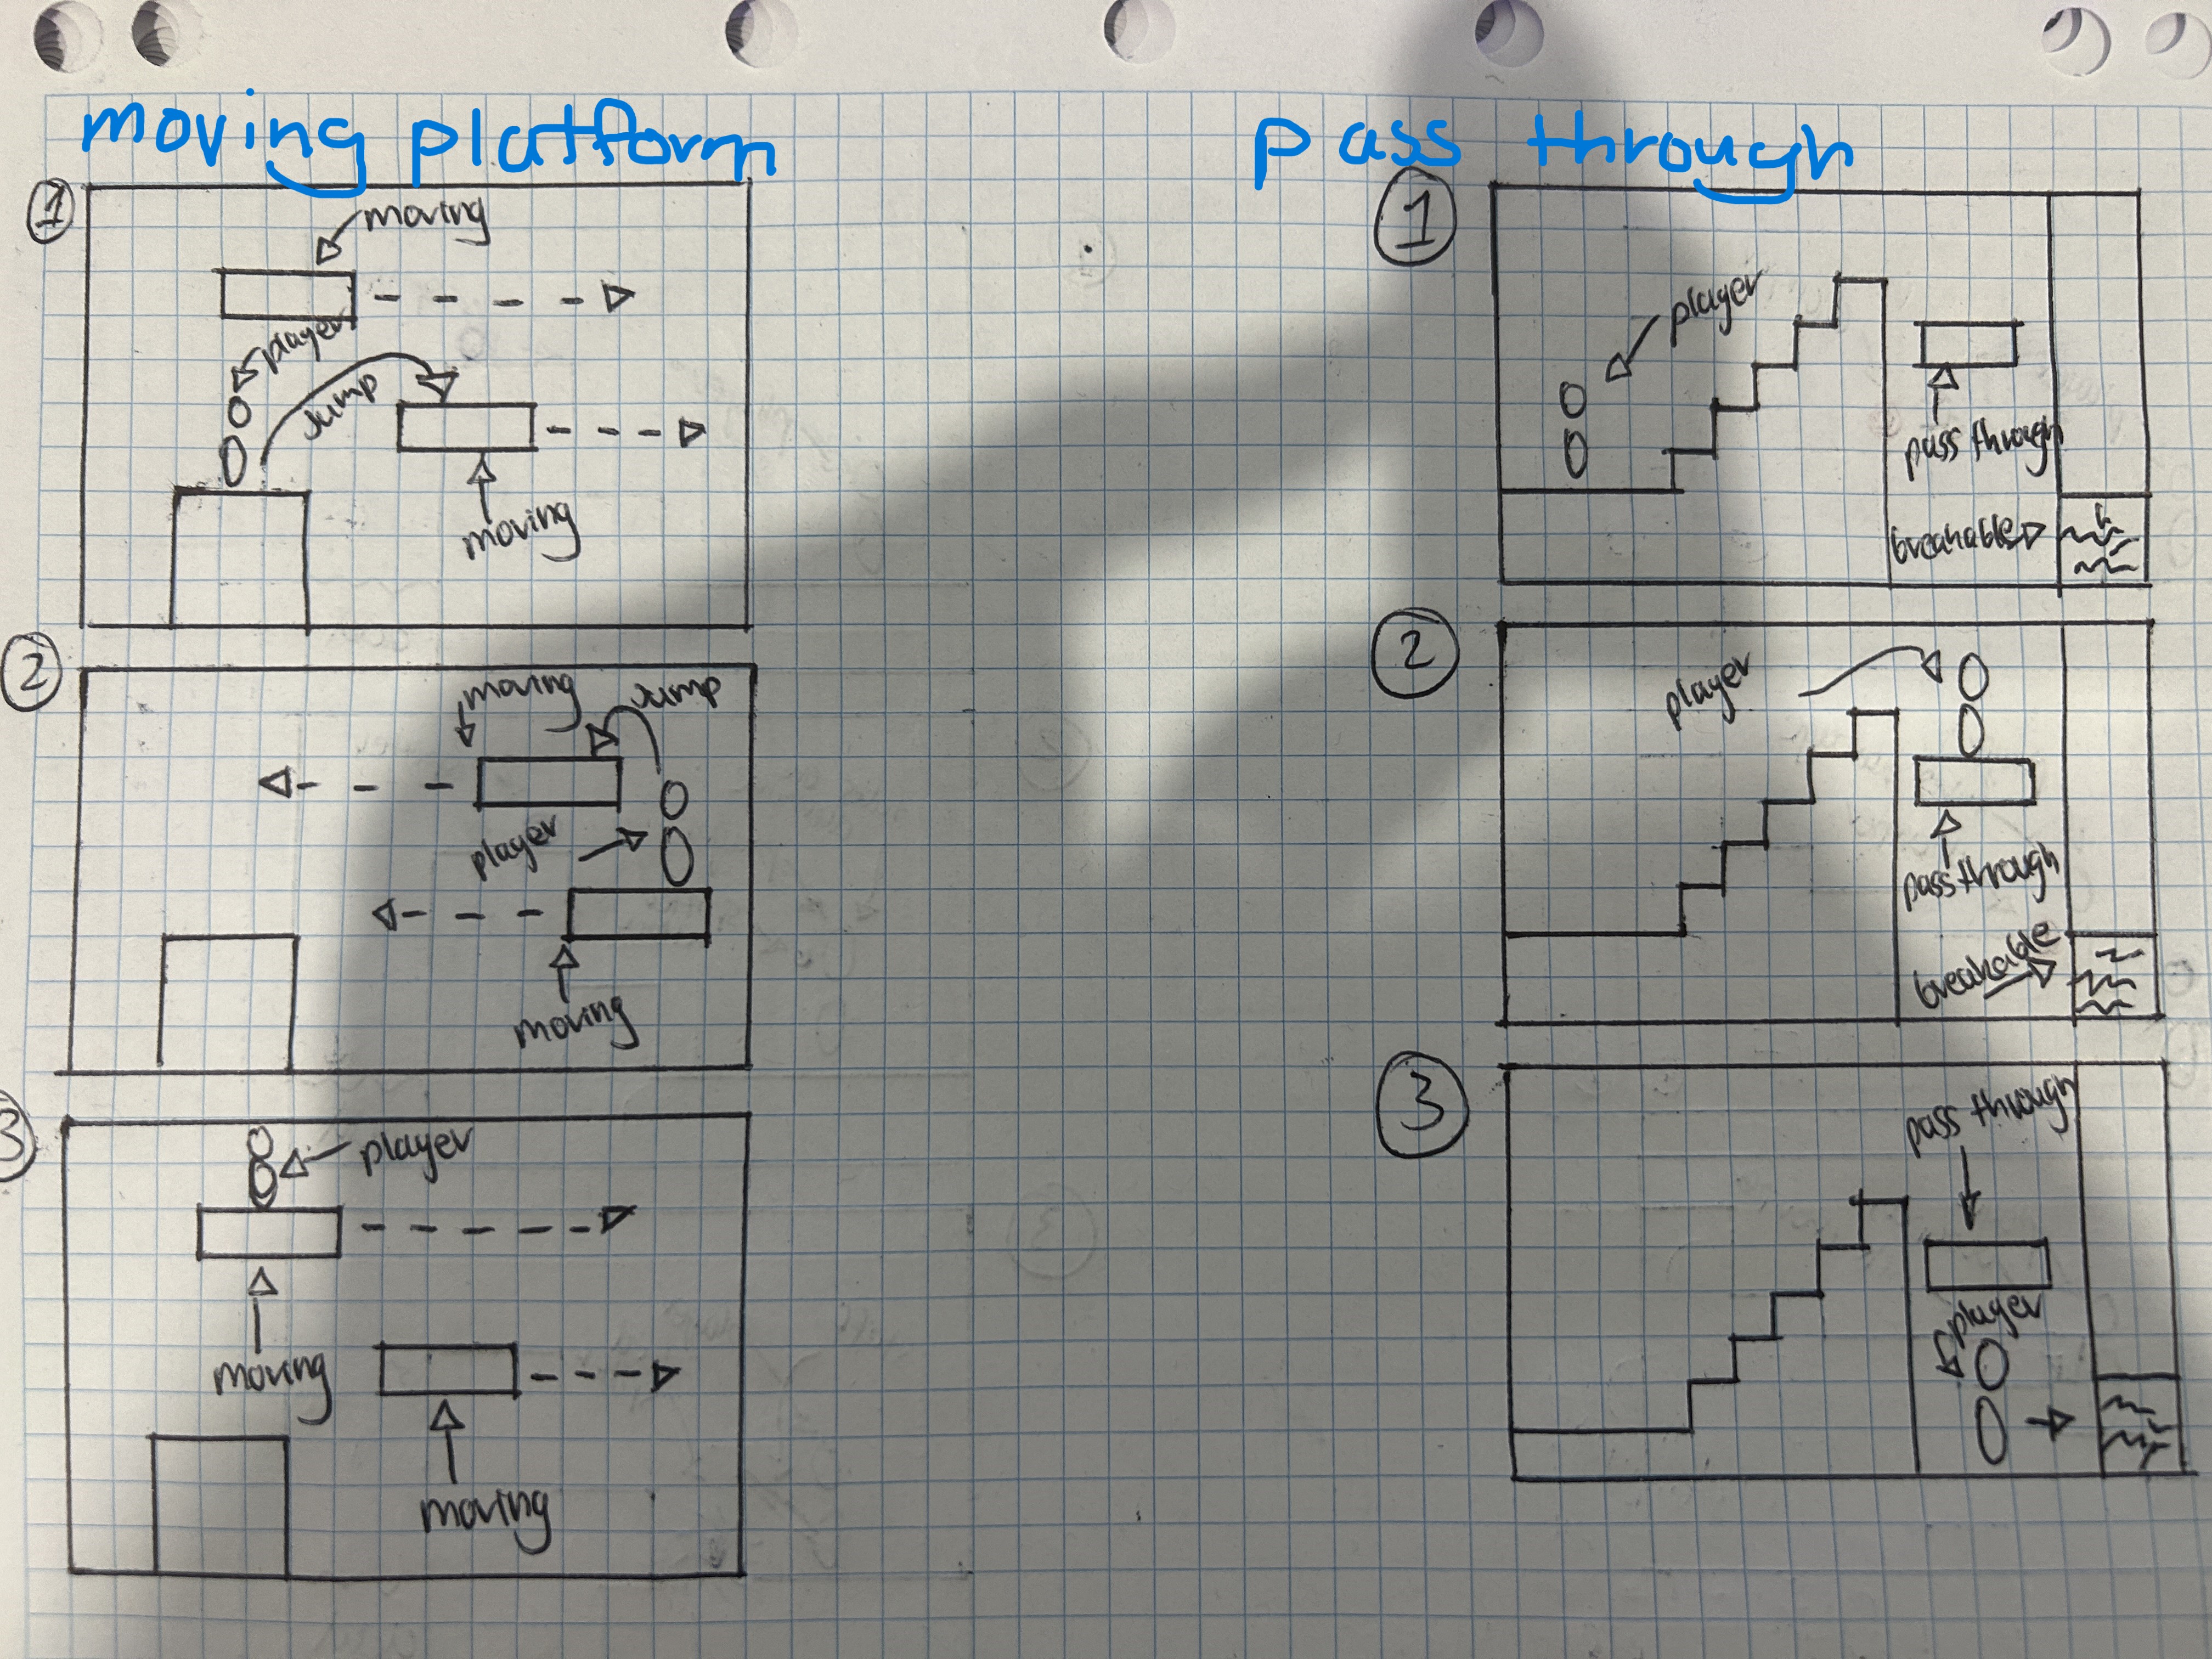 moving platform
1
moving
player
Jump
moving
2
moving
Jump
player
moving
3
player
moving
moving
pass through
1
player
pass through
breakable
2
player
pass through
breakable
3
pass through
player